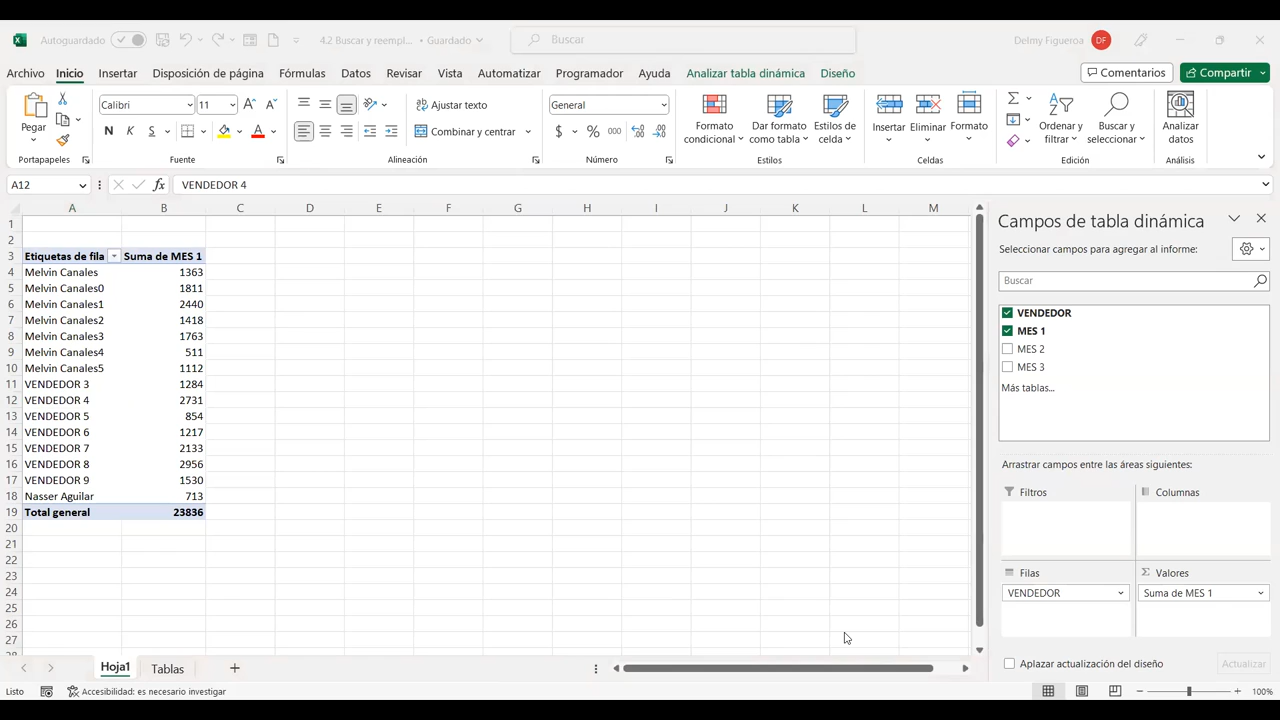 Autoguardado 4.2 Buscar y reempl... • Guardado Buscar Delmy Figueroa DF
Archivo Inicio Insertar Disposición de página Fórmulas Datos Revisar Vista Automatizar Programador Ayuda Analizar tabla dinámica Diseño Comentarios Compartir
Calibri 11 Ajustar texto General
Pegar N K S Combinar y centrar $ % 000 Formato condicional Dar formato como tabla Estilos de celda Insertar Eliminar Formato Ordenar y filtrar Buscar y seleccionar Analizar datos
Portapapeles Fuente Alineación Número Estilos Celdas Edición Análisis
A12 fx VENDEDOR 4
A B C D E F G H I J K L M
1
2
3 Etiquetas de fila Suma de MES 1
4 Melvin Canales 1363
5 Melvin Canales0 1811
6 Melvin Canales1 2440
7 Melvin Canales2 1418
8 Melvin Canales3 1763
9 Melvin Canales4 511
10 Melvin Canales5 1112
11 VENDEDOR 3 1284
12 VENDEDOR 4 2731
13 VENDEDOR 5 854
14 VENDEDOR 6 1217
15 VENDEDOR 7 2133
16 VENDEDOR 8 2956
17 VENDEDOR 9 1530
18 Nasser Aguilar 713
19 Total general 23836
20
21
22
23
24
25
26
27
Campos de tabla dinámica
Seleccionar campos para agregar al informe:
Buscar
VENDEDOR
MES 1
MES 2
MES 3
Más tablas...
Arrastrar campos entre las áreas siguientes:
Filtros Columnas
Filas Valores
VENDEDOR Suma de MES 1
Aplazar actualización del diseño Actualizar
Hoja1 Tablas
Listo Accesibilidad: es necesario investigar 100%